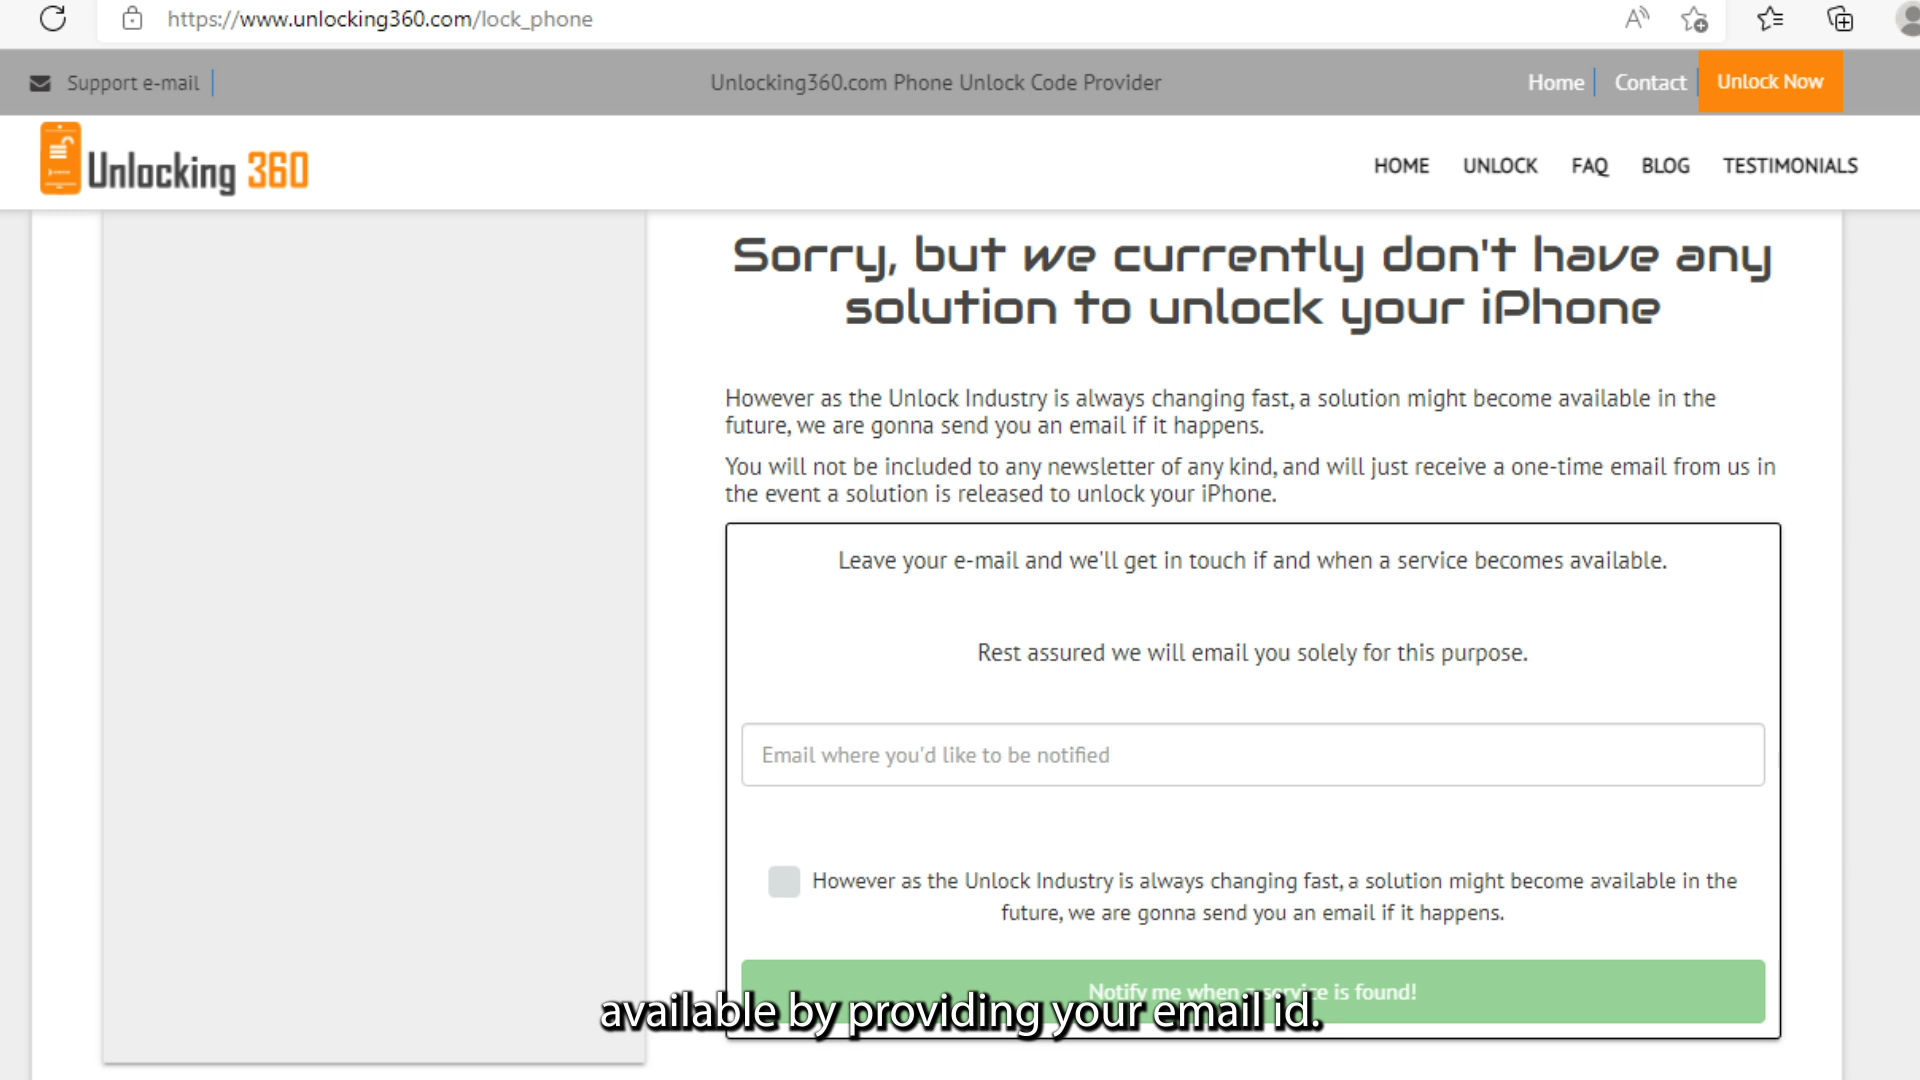 https://www.unlocking360.com/lock_phone
Support e-mail
Unlocking360.com Phone Unlock Code Provider
Home
Contact
Unlock Now
Unlocking 360
HOME
UNLOCK
FAQ
BLOG
TESTIMONIALS
Sorry, but we currently don't have any
solution to unlock your iPhone
However as the Unlock Industry is always changing fast, a solution might become available in the
future, we are gonna send you an email if it happens.
You will not be included to any newsletter of any kind, and will just receive a one-time email from us in
the event a solution is released to unlock your iPhone.
Leave your e-mail and we'll get in touch if and when a service becomes available.
Rest assured we will email you solely for this purpose.
Email where you'd like to be notified
However as the Unlock Industry is always changing fast, a solution might become available in the
future, we are gonna send you an email if it happens.
Notify me when a service is found!
available by providing your email id.